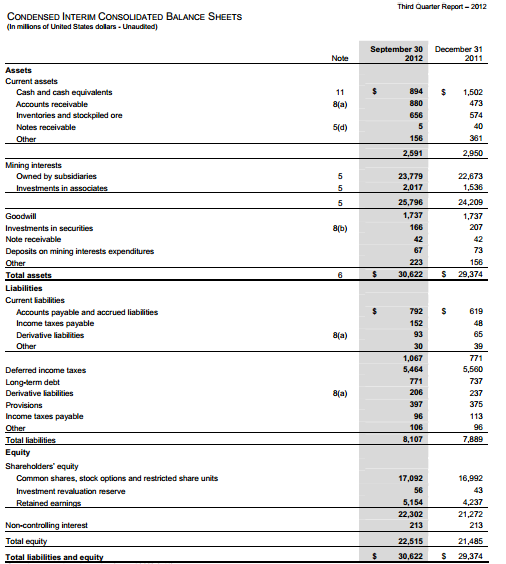 Third Quarter Report – 2012
CONDENSED INTERIM CONSOLIDATED BALANCE SHEETS
(In millions of United States dollars - Unaudited)
Note September 30 2012 December 31 2011
Assets
Current assets
Cash and cash equivalents 11 $ 894 $ 1,502
Accounts receivable 8(a) 880 473
Inventories and stockpiled ore 656 574
Notes receivable 5(d) 5 40
Other 156 361
2,591 2,950
Mining interests
Owned by subsidiaries 5 23,779 22,673
Investments in associates 5 2,017 1,536
5 25,796 24,209
Goodwill 1,737 1,737
Investments in securities 8(b) 166 207
Note receivable 42 42
Deposits on mining interests expenditures 67 73
Other 223 156
Total assets 6 $ 30,622 $ 29,374
Liabilities
Current liabilities
Accounts payable and accrued liabilities $ 792 $ 619
Income taxes payable 152 48
Derivative liabilities 8(a) 93 65
Other 30 39
1,067 771
Deferred income taxes 5,464 5,560
Long-term debt 771 737
Derivative liabilities 8(a) 206 237
Provisions 397 375
Income taxes payable 96 113
Other 106 96
Total liabilities 8,107 7,889
Equity
Shareholders' equity
Common shares, stock options and restricted share units 17,092 16,992
Investment revaluation reserve 56 43
Retained earnings 5,154 4,237
22,302 21,272
Non-controlling interest 213 213
Total equity 22,515 21,485
Total liabilities and equity $ 30,622 $ 29,374